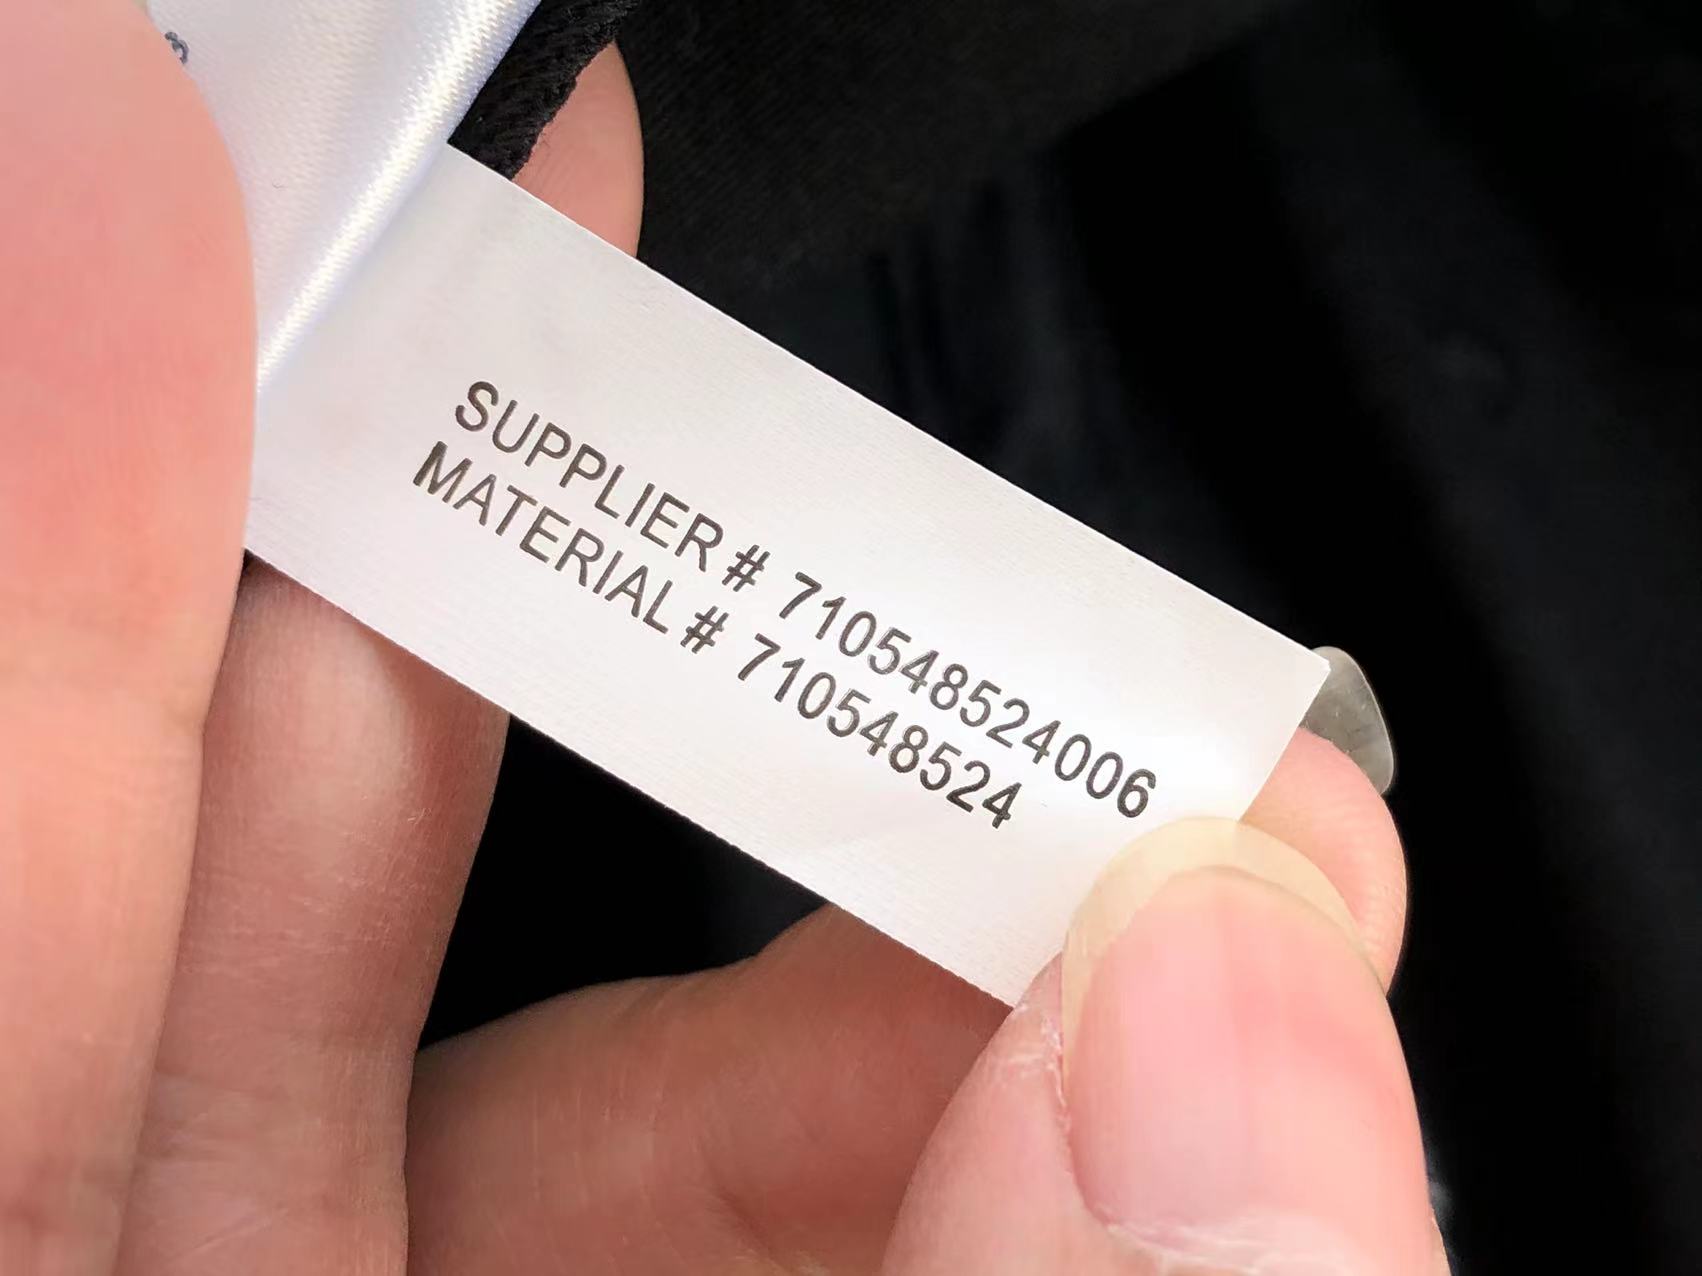 SUPPLIER # 710548524006
MATERIAL # 710548524